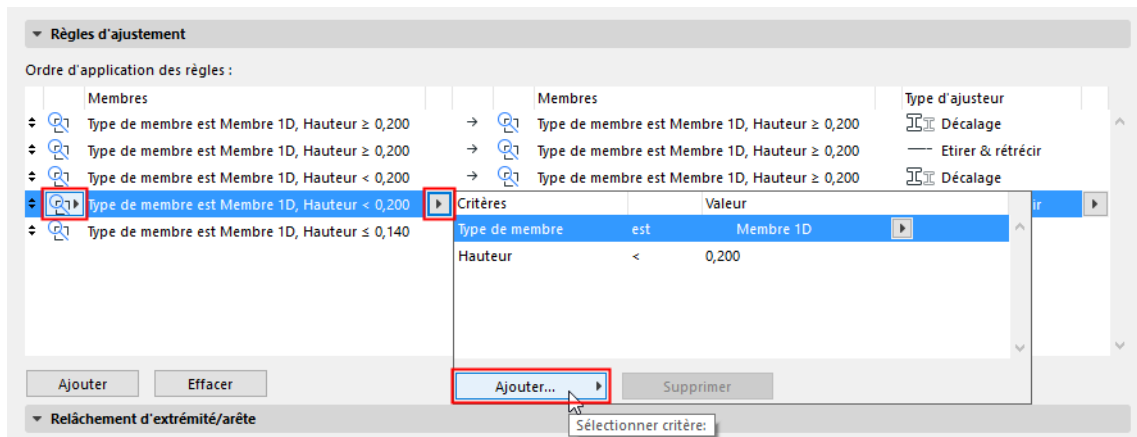 Règles d'ajustement
Ordre d'application des règles :
Membres Membres Type d'ajusteur
Type de membre est Membre 1D, Hauteur ≥ 0,200 → Type de membre est Membre 1D, Hauteur ≥ 0,200 Décalage
Type de membre est Membre 1D, Hauteur ≥ 0,200 → Type de membre est Membre 1D, Hauteur ≥ 0,200 Etirer & rétrécir
Type de membre est Membre 1D, Hauteur < 0,200 → Type de membre est Membre 1D, Hauteur ≥ 0,200 Décalage
Type de membre est Membre 1D, Hauteur < 0,200 Critères Valeur ir
Type de membre est Membre 1D
Type de membre est Membre 1D, Hauteur ≤ 0,140
Hauteur < 0,200
Ajouter Effacer Ajouter... Supprimer
Relâchement d'extrémité/arête
Sélectionner critère: